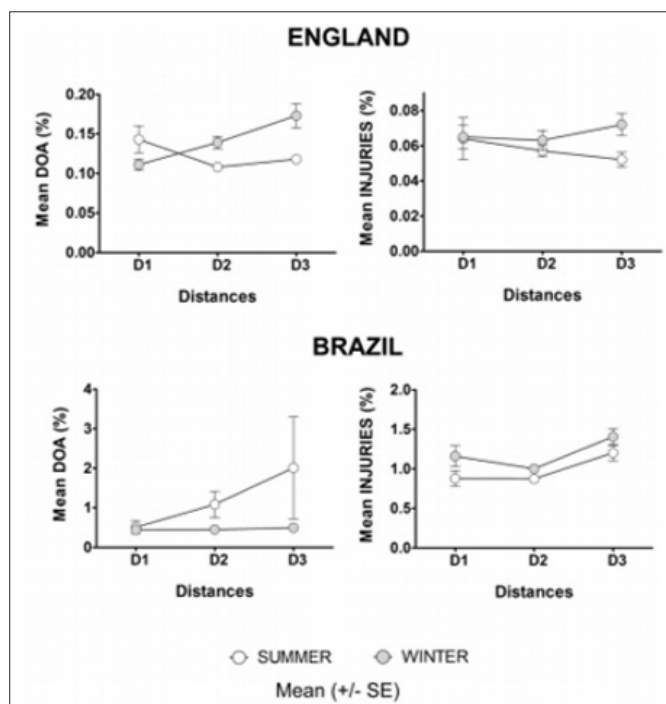 ENGLAND
Mean DOA (%)
0.20
0.15
0.10
0.05
0.00
D1 D2 D3
Distances
Mean INJURIES (%)
0.08
0.06
0.04
0.02
0.00
D1 D2 D3
Distances
BRAZIL
Mean DOA (%)
4
3
2
1
0
D1 D2 D3
Distances
Mean INJURIES (%)
2.0
1.5
1.0
0.5
0.0
D1 D2 D3
Distances
SUMMER WINTER
Mean (+/- SE)